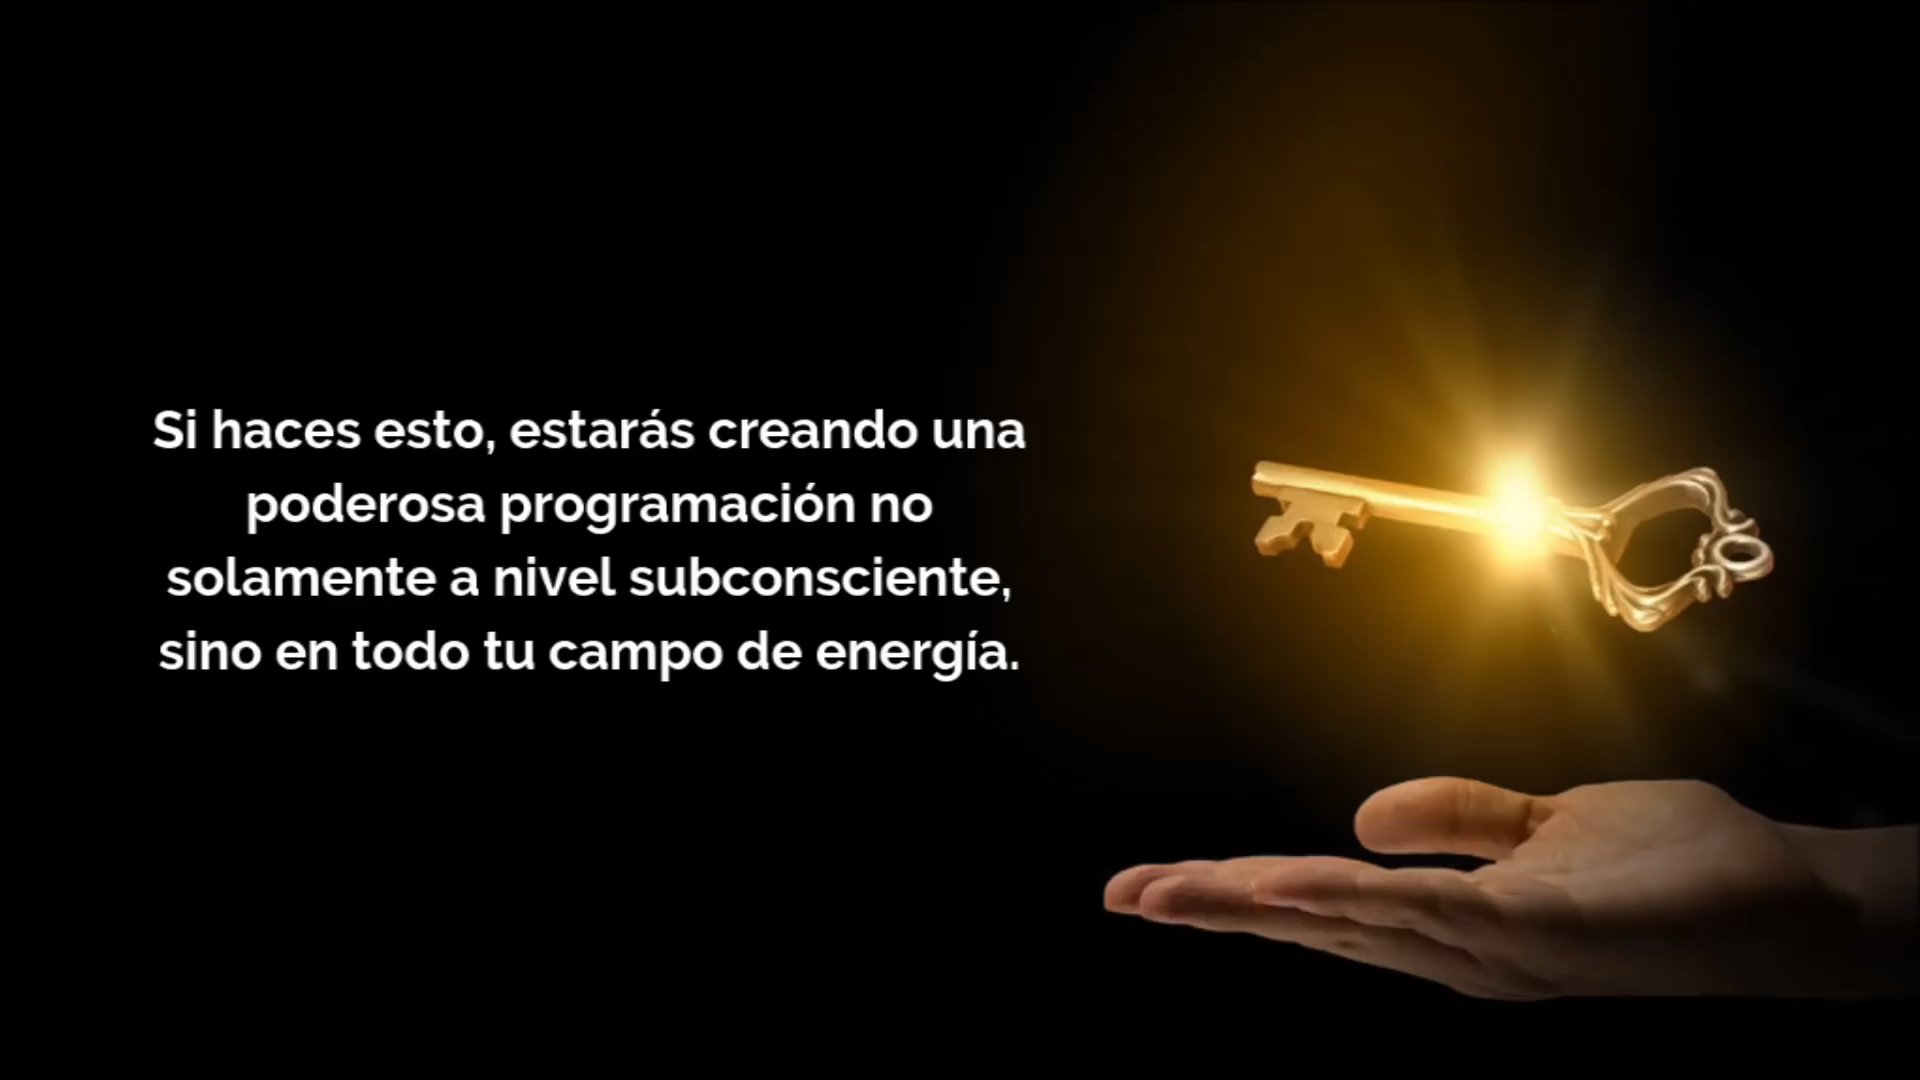 Si haces esto, estarás creando una
poderosa programación no
solamente a nivel subconsciente,
sino en todo tu campo de energía.